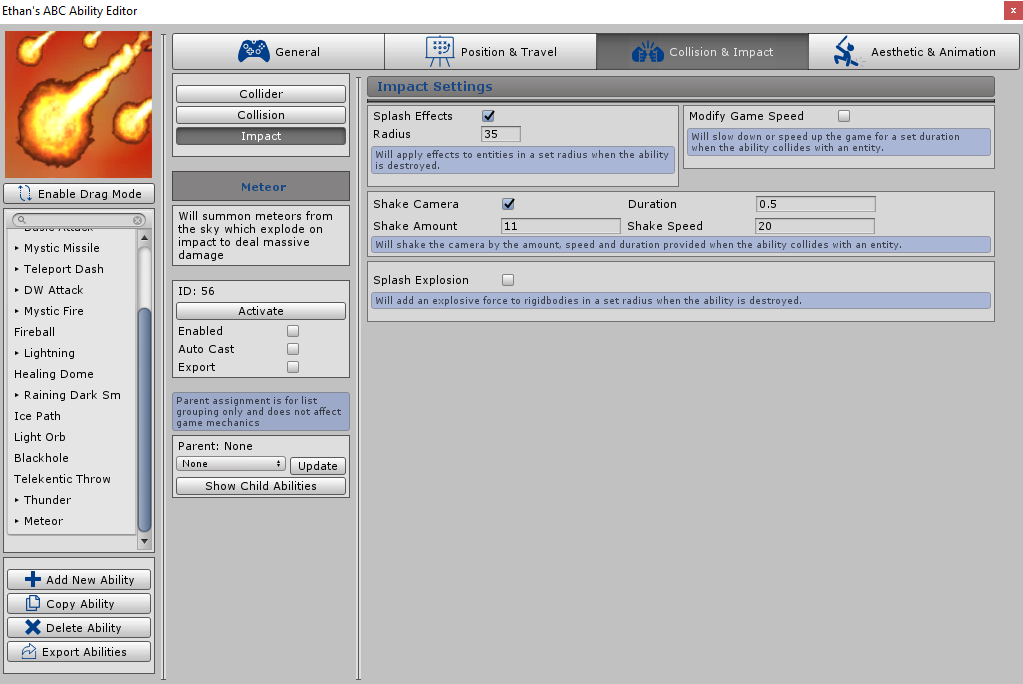 Ethan's ABC Ability Editor
x
General
Position & Travel
Collision & Impact
Aesthetic & Animation
Enable Drag Mode
Mystic Missile
Teleport Dash
DW Attack
Mystic Fire
Fireball
Lightning
Healing Dome
Raining Dark Sm
Ice Path
Light Orb
Blackhole
Telekentic Throw
Thunder
Meteor
Add New Ability
Copy Ability
Delete Ability
Export Abilities
Collider
Collision
Impact
Meteor
Will summon meteors from
the sky which explode on
impact to deal massive
damage
ID: 56
Activate
Enabled
Auto Cast
Export
Parent assignment is for list
grouping only and does not affect
game mechanics
Parent: None
None
Update
Show Child Abilities
Impact Settings
Splash Effects
Radius 35
Will apply effects to entities in a set radius when the ability
is destroyed.
Modify Game Speed
Will slow down or speed up the game for a set duration
when the ability collides with an entity.
Shake Camera Duration 0.5
Shake Amount 11 Shake Speed 20
Will shake the camera by the amount, speed and duration provided when the ability collides with an entity.
Splash Explosion
Will add an explosive force to rigidbodies in a set radius when the ability is destroyed.